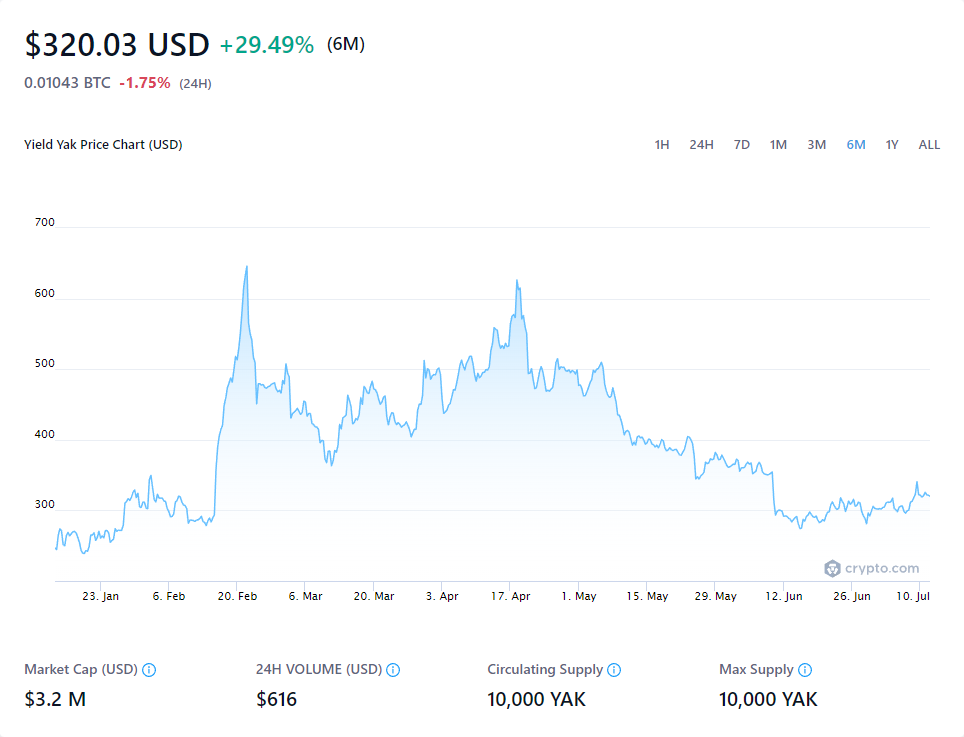 $320.03 USD +29.49% (6M)
0.01043 BTC -1.75% (24H)
Yield Yak Price Chart (USD) 1H 24H 7D 1M 3M 6M 1Y ALL
700
600
500
400
300
crypto.com
23. Jan 6. Feb 20. Feb 6. Mar 20. Mar 3. Apr 17. Apr 1. May 15. May 29. May 12. Jun 26. Jun 10. Jul
Market Cap (USD) 24H VOLUME (USD) Circulating Supply Max Supply
$3.2 M $616 10,000 YAK 10,000 YAK